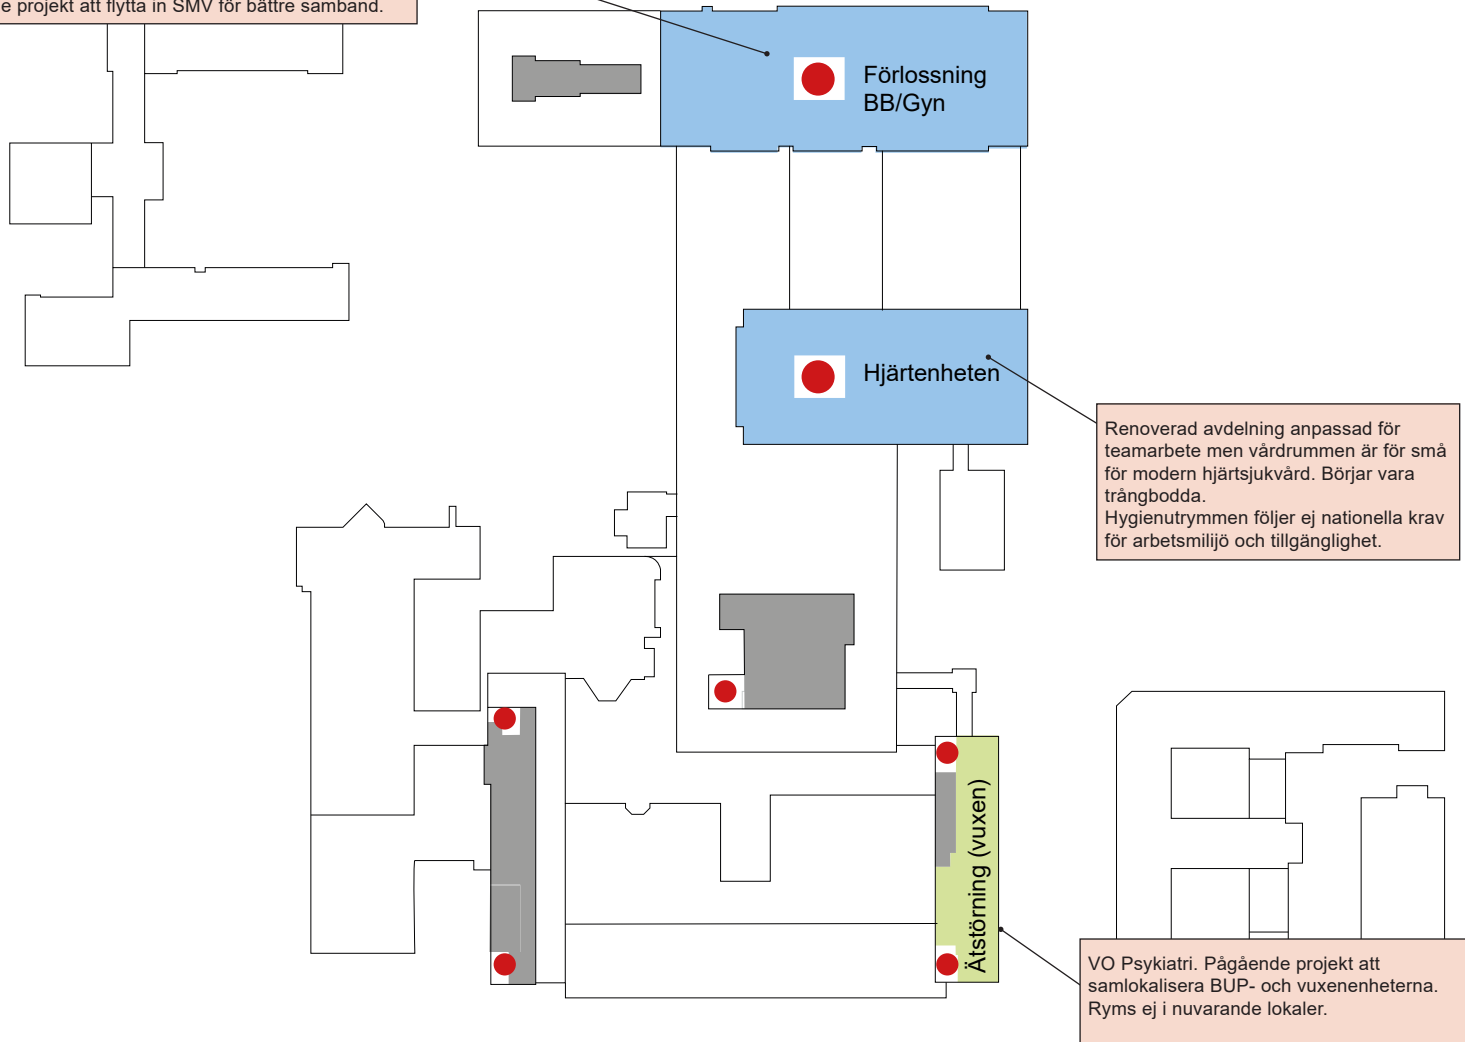 e projekt att flytta in SMV för bättre samband.
Förlossning
BB/Gyn
Hjärtenheten
Renoverad avdelning anpassad för
teamarbete men vårdrummen är för små
för modern hjärtsjukvård. Börjar vara
trångbodda.
Hygienutrymmen följer ej nationella krav
för arbetsmilijö och tillgänglighet.
Ätstörning (vuxen)
VO Psykiatri. Pågående projekt att
samlokalisera BUP- och vuxenenheterna.
Ryms ej i nuvarande lokaler.